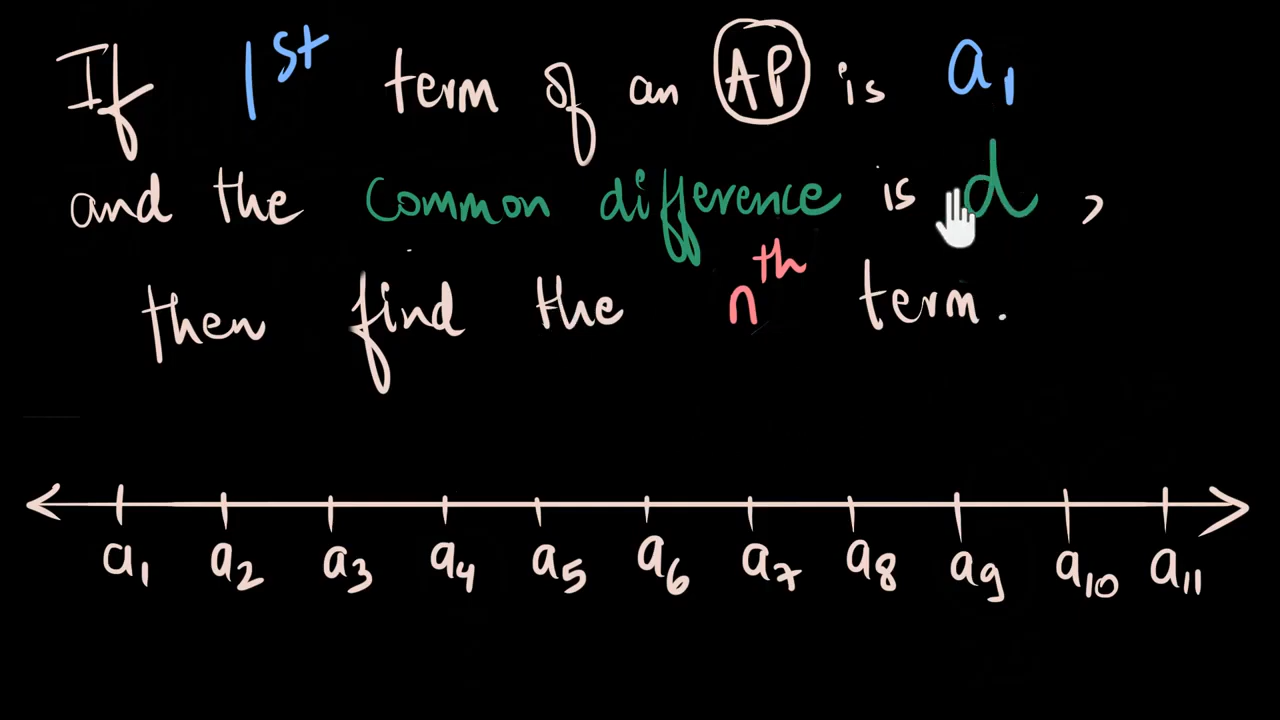 If 1st term of an AP is a1
and the common difference is d,
then find the nth term.
a1 a2 a3 a4 a5 a6 a7 a8 a9 a10 a11